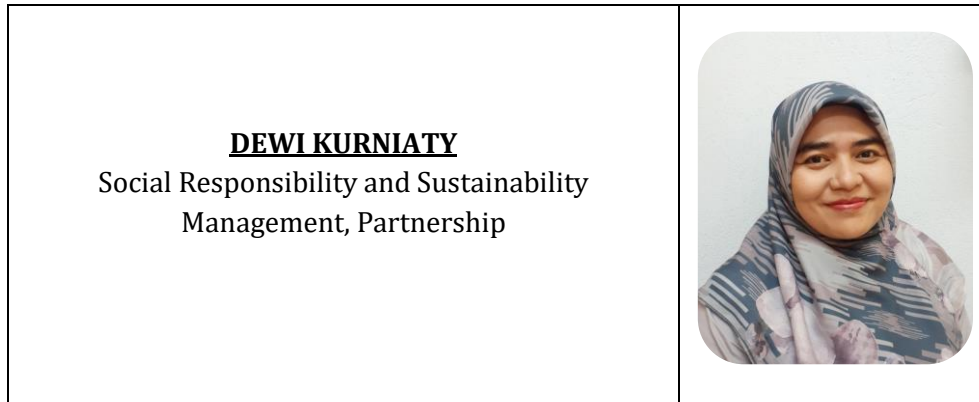 DEWI KURNIATY
Social Responsibility and Sustainability
Management, Partnership